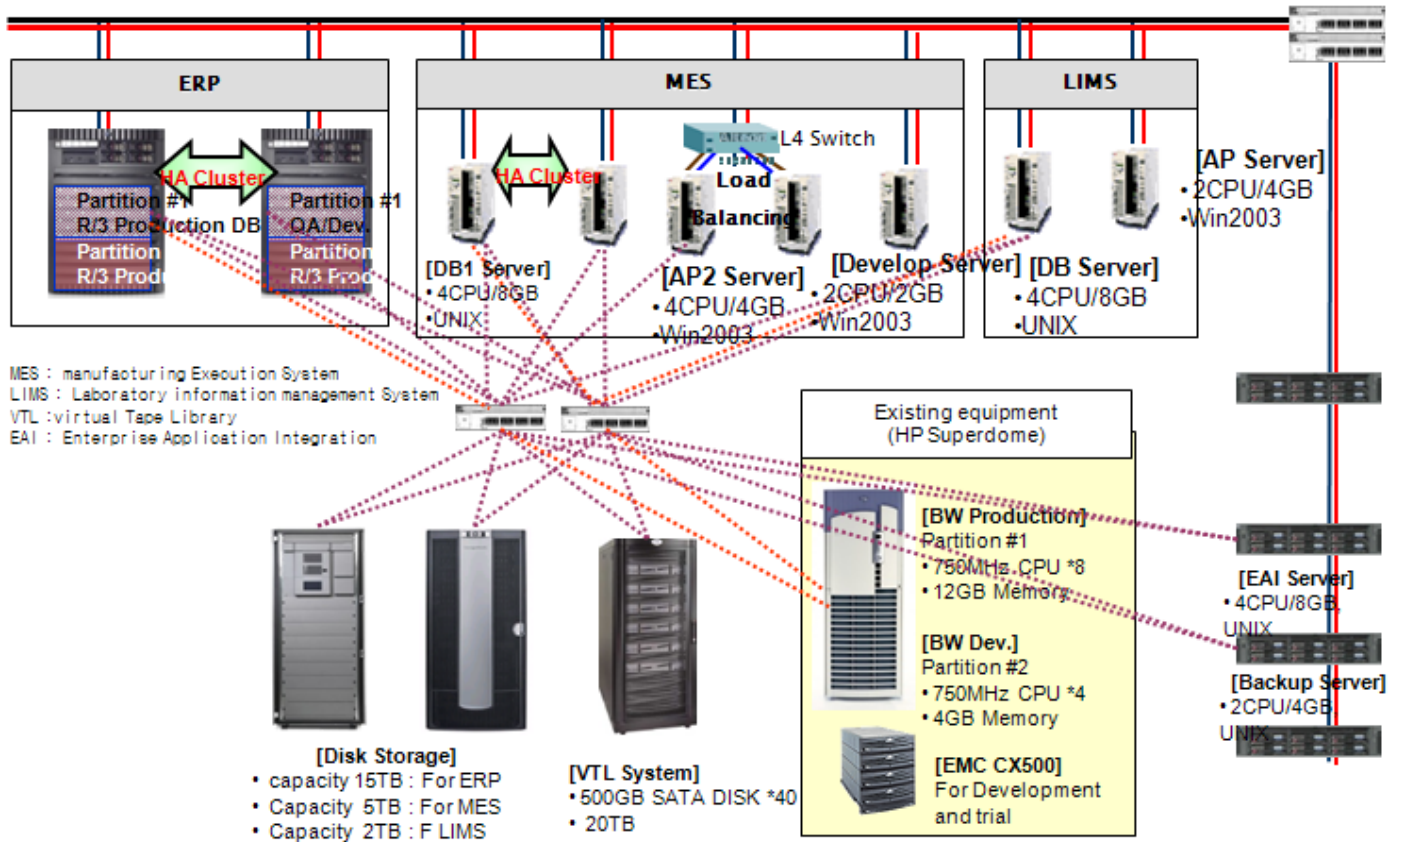 ERP
MES
LIMS
L4 Switch
HA Cluster
HA Cluster
Load
Balancing
Partition #1
R/3 Production DB
Partition
R/3 Prod
Partition #1
QA/Dev.
Partition
R/3 Prod
[AP Server]
• 2CPU/4GB
•Win2003
[DB1 Server]
• 4CPU/8GB
•UNIX
[AP2 Server]
• 4CPU/4GB
•Win2003
[Develop Server]
• 2CPU/2GB
•Win2003
[DB Server]
• 4CPU/8GB
•UNIX
MES : manufacturing Execution System
LIMS : Laboratory information management System
VTL :virtual Tape Library
EAI : Enterprise Application Integration
Existing equipment
(HP Superdome)
[BW Production]
Partition #1
• 750MHz CPU *8
• 12GB Memory
[BW Dev.]
Partition #2
• 750MHz CPU *4
• 4GB Memory
[EMC CX500]
For Development
and trial
[EAI Server]
• 4CPU/8GB,
UNIX
[Backup Server]
• 2CPU/4GB,
UNIX
[Disk Storage]
• capacity 15TB : For ERP
• Capacity 5TB : For MES
• Capacity 2TB : F LIMS
[VTL System]
• 500GB SATA DISK *40
• 20TB